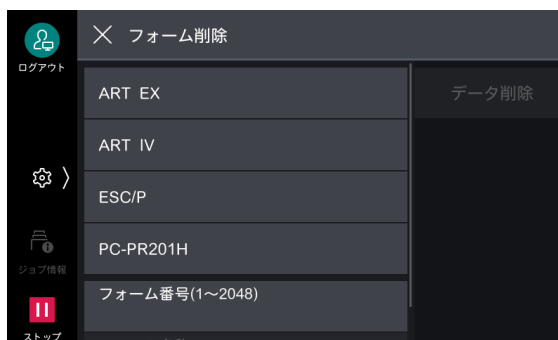 フォーム削除
ログアウト
ART EX
データ削除
ART IV
ESC/P
PC-PR201H
ジョブ情報
フォーム番号(1～2048)
ストップ